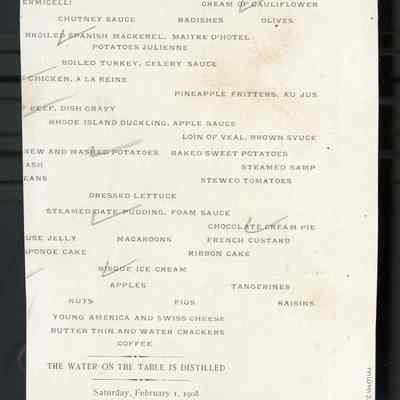 ERMICELLI CREAM OF CAULIFLOWER
CHUTNEY SAUCE RADISHES OLIVES
BROILED SPANISH MACKEREL, MAITRE D'HOTEL
POTATOES JULIENNE
BOILED TURKEY, CELERY SAUCE
CHICKEN, A LA REINE
PINEAPPLE FRITTERS, AU JUS
BEEF, DISH GRAVY
RHODE ISLAND DUCKLING, APPLE SAUCE
LOIN OF VEAL, BROWN SAUCE
NEW AND MASHED POTATOES BAKED SWEET POTATOES
ASH STEAMED SAMP
EANS STEWED TOMATOES
DRESSED LETTUCE
STEAMED DATE PUDDING, FOAM SAUCE
CHOCOLATE CREAM PIE
USE JELLY MACAROONS FRENCH CUSTARD
SPONGE CAKE RIBBON CAKE
BISQUE ICE CREAM
APPLES TANGERINES
NUTS FIGS RAISINS
YOUNG AMERICA AND SWISS CHEESE
BUTTER THIN AND WATER CRACKERS
COFFEE
THE WATER ON THE TABLE IS DISTILLED
Saturday, February 1, 1908